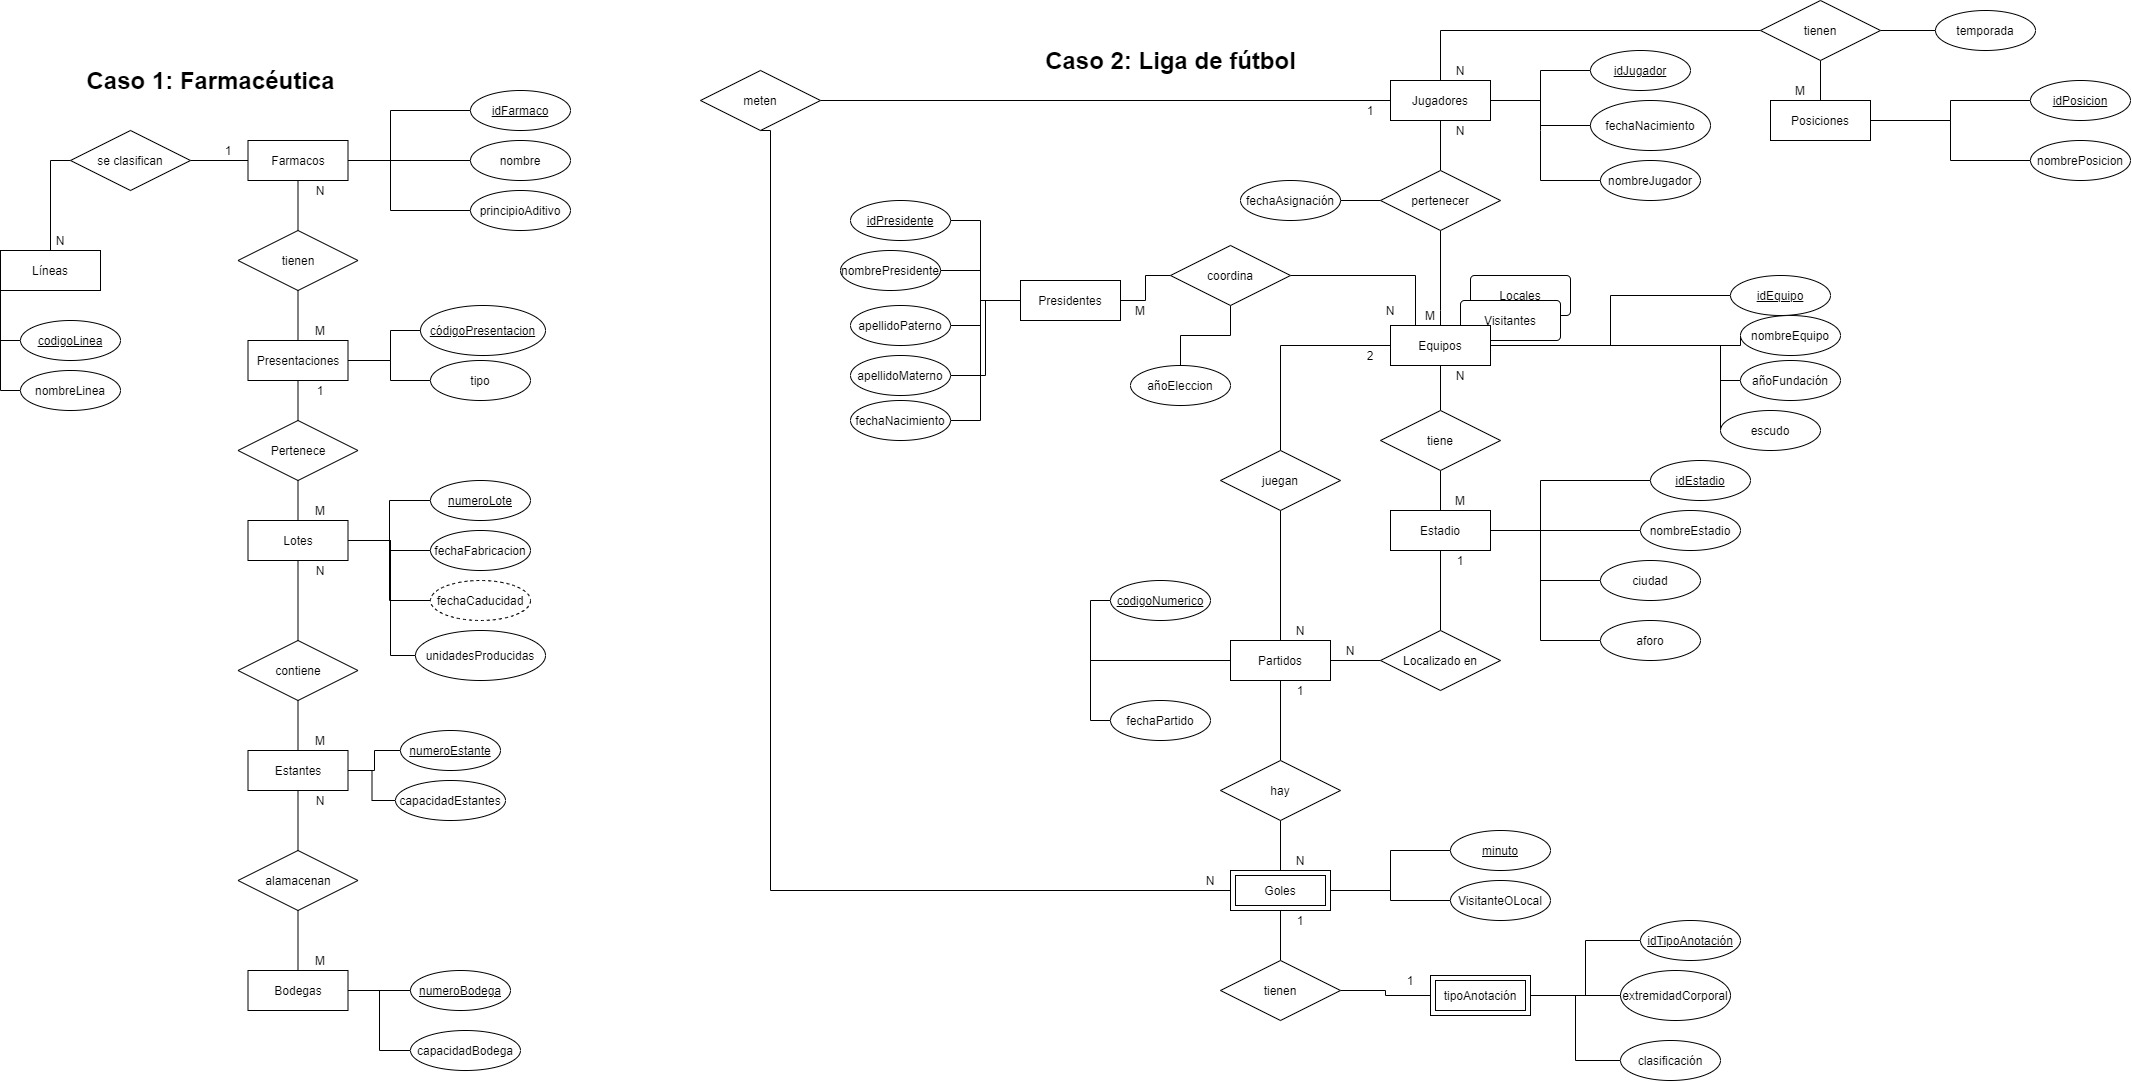 Caso 1: Farmacéutica
se clasifican
1
Farmacos
N
idFarmaco
nombre
principioAditivo
N
Líneas
codigoLinea
nombreLinea
tienen
M
Presentaciones
1
códigoPresentacion
tipo
Pertenece
M
Lotes
N
numeroLote
fechaFabricacion
fechaCaducidad
unidadesProducidas
contiene
M
Estantes
N
numeroEstante
capacidadEstantes
alamacenan
M
Bodegas
numeroBodega
capacidadBodega
Caso 2: Liga de fútbol
meten
1
N
Jugadores
N
idJugador
fechaNacimiento
nombreJugador
tienen
temporada
M
Posiciones
idPosicion
nombrePosicion
fechaAsignación
pertenecer
idPresidente
nombrePresidente
apellidoPaterno
apellidoMaterno
fechaNacimiento
Presidentes
M
coordina
añoEleccion
N
M
Locales
Visitantes
Equipos
2
N
idEquipo
nombreEquipo
añoFundación
escudo
juegan
tiene
M
Estadio
1
idEstadio
nombreEstadio
ciudad
aforo
codigoNumerico
fechaPartido
N
Partidos
N
1
Localizado en
hay
N
N
Goles
1
minuto
VisitanteOLocal
tienen
1
tipoAnotación
idTipoAnotación
extremidadCorporal
clasificación